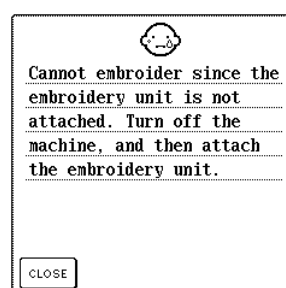 Cannot embroider since the
embroidery unit is not
attached. Turn off the
machine, and then attach
the embroidery unit.
CLOSE